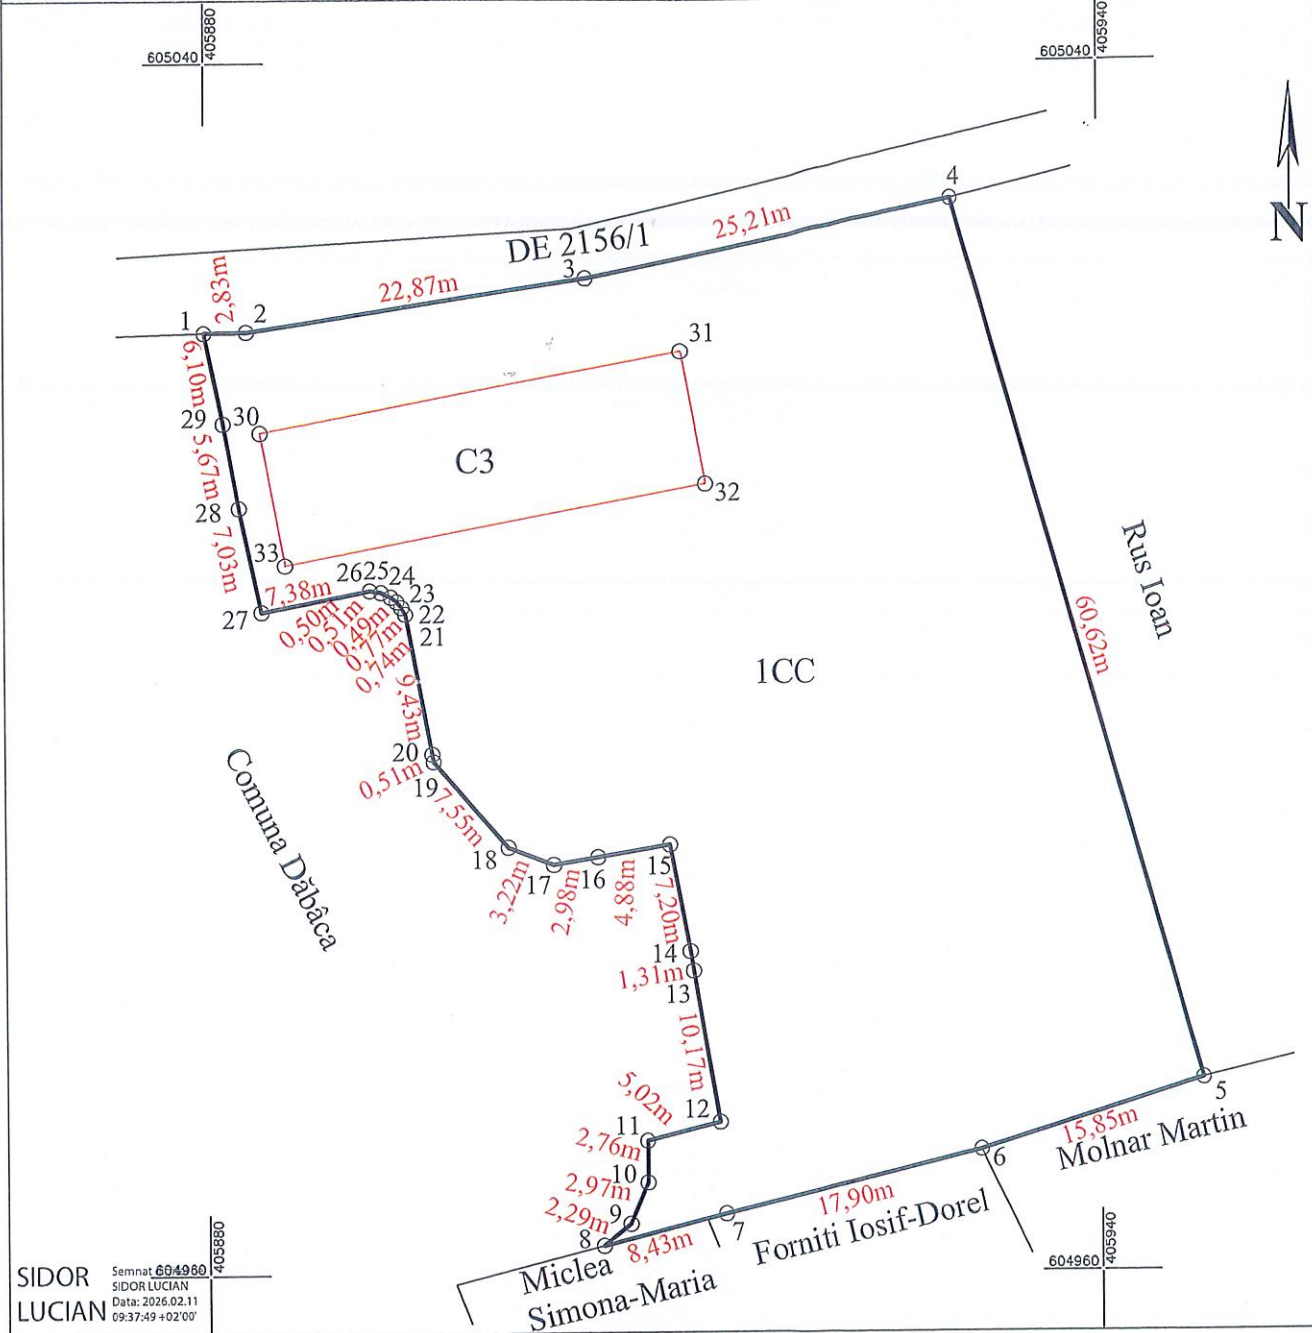 605040
405880
605040
405940
4
N
25,21m
DE 2156/1
3
2,83m
22,87m
1
2
31
6,10m
29
30
5,67m
C3
32
28
7,03m
33
Rus Ioan
26
25
24
23
22
21
27
7,38m
0,50m
0,51m
0,49m
0,77m
0,74m
60,62m
1CC
9,43m
20
0,51m
19
Comuna Dăbâca
7,55m
18
17
16
15
3,22m
2,98m
4,88m
7,20m
14
1,31m
13
10,17m
5,02m
12
11
2,76m
10
2,97m
9
2,29m
8
8,43m
7
17,90m
6
15,85m
5
Molnar Martin
Forniti Iosif-Dorel
Miclea
Simona-Maria
405880
604960
405940
604960
SIDOR
LUCIAN
Semnat
SIDOR LUCIAN
Data: 2026.02.11
09:37:49 +02'00'